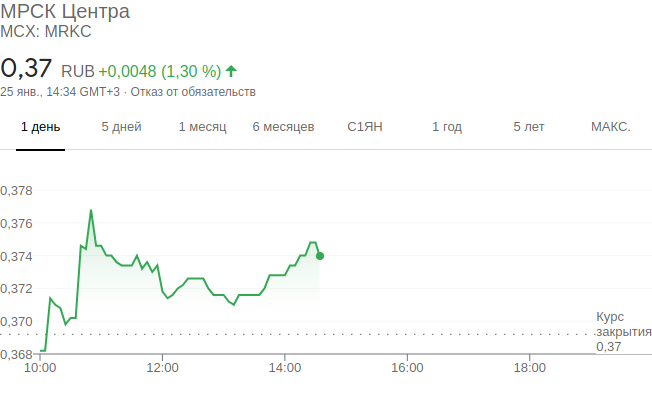 МРСК Центра
MCX: MRKC
0,37 RUB +0,0048 (1,30 %)
25 янв., 14:34 GMT+3 · Отказ от обязательств
1 день 5 дней 1 месяц 6 месяцев С1ЯН 1 год 5 лет МАКС.
0,378
0,376
0,374
0,372
0,370
0,368
Курс
закрытия
0,37
10:00 12:00 14:00 16:00 18:00